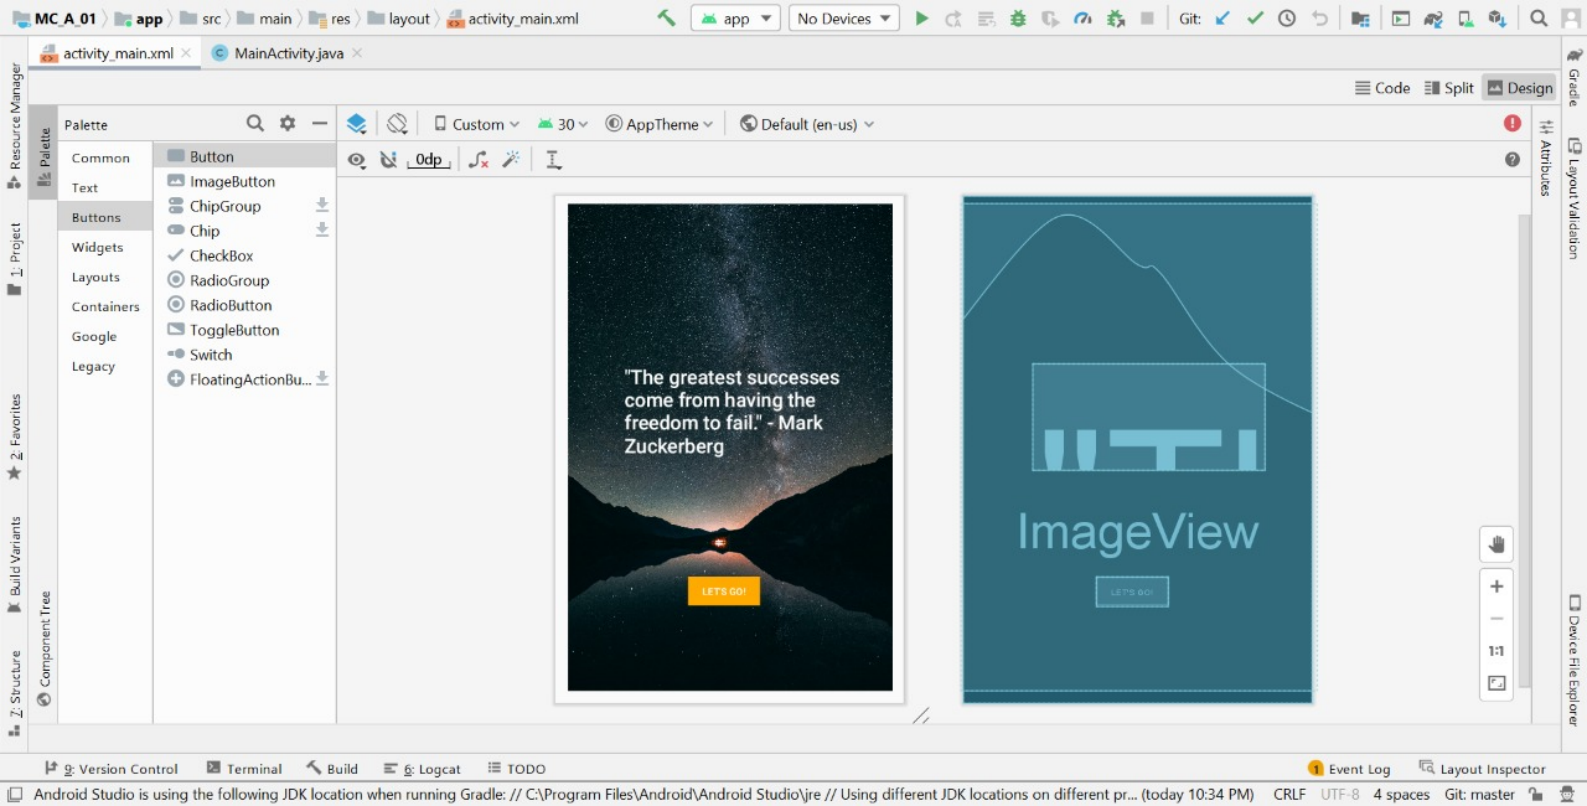 MC_A_01 app src main res layout activity_main.xml app No Devices Git:
activity_main.xml MainActivity.java
Code Split Design
Palette Custom 30 AppTheme Default (en-us)
0dp
Common
Text
Buttons
Widgets
Layouts
Containers
Google
Legacy
Button
ImageButton
ChipGroup
Chip
CheckBox
RadioGroup
RadioButton
ToggleButton
Switch
FloatingActionBu...
"The greatest successes
come from having the
freedom to fail." - Mark
Zuckerberg
LET'S GO!
ImageView
LET'S GO!
1:1
Resource Manager
1: Project
2: Favorites
Build Variants
7: Structure
Palette
Component Tree
Attributes
Gradle
Layout Validation
Device File Explorer
9: Version Control Terminal Build 6: Logcat TODO 1 Event Log Layout Inspector
Android Studio is using the following JDK location when running Gradle: // C:\Program Files\Android\Android Studio\jre // Using different JDK locations on different pr... (today 10:34 PM) CRLF UTF-8 4 spaces Git: master